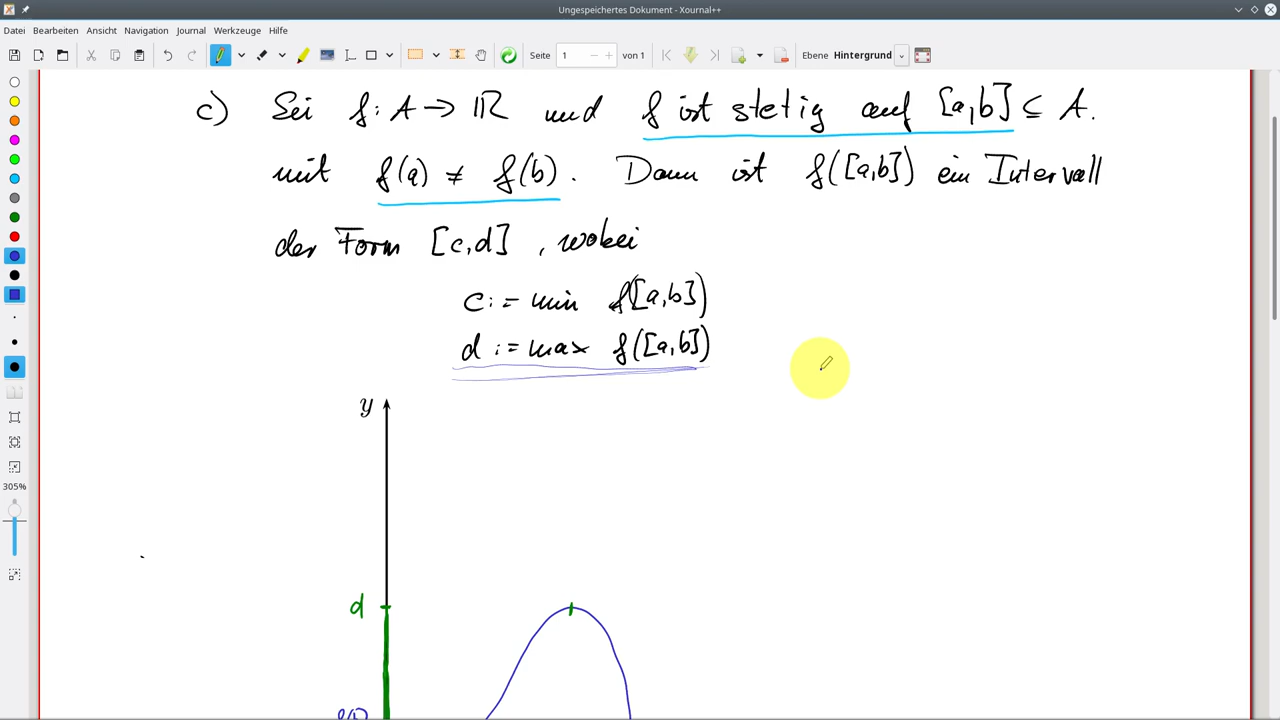 Ungespeichertes Dokument - Xournal++
Datei Bearbeiten Ansicht Navigation Journal Werkzeuge Hilfe
Seite 1 von 1 Ebene Hintergrund
c) Sei f: A → ℝ und f ist stetig auf [a,b] ⊆ A.
mit f(a) ≠ f(b). Dann ist f([a,b]) ein Intervall
der Form [c,d], wobei
c := min f([a,b])
d := max f([a,b])
y
d
305%